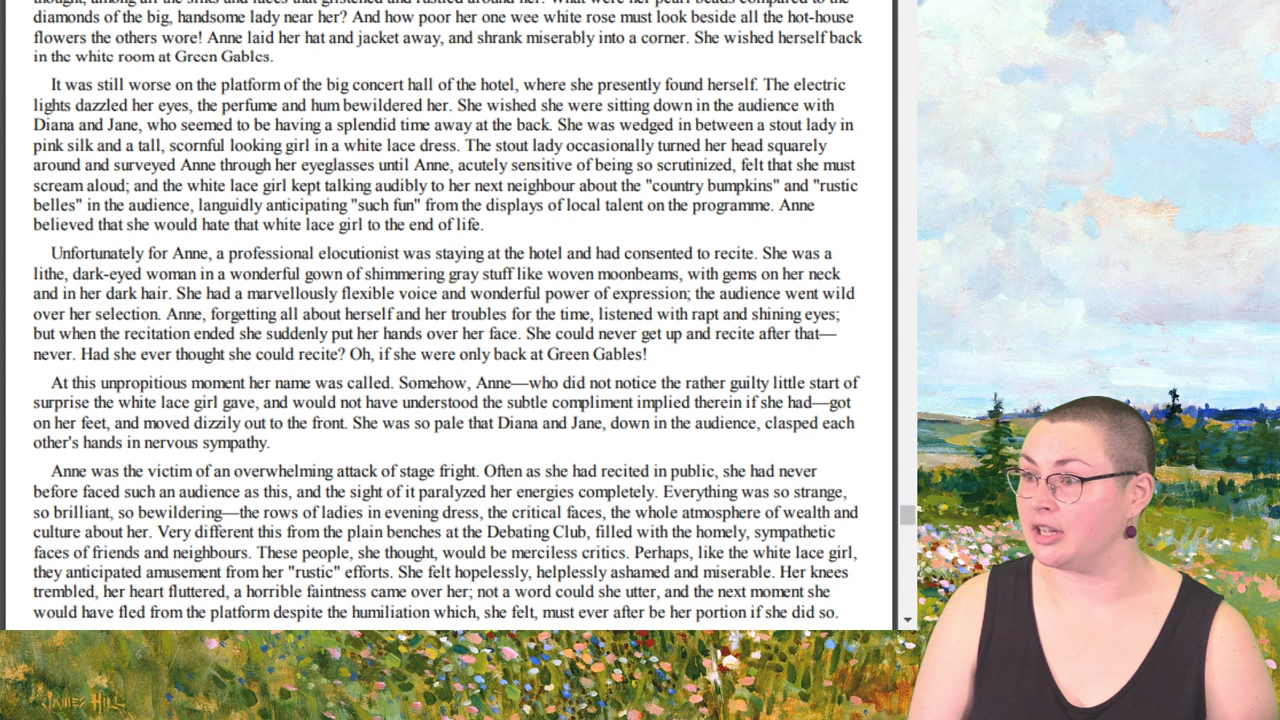 thought, among all the silks and laces that glistened and rustled around her. What were her pearl beads compared to the
diamonds of the big, handsome lady near her? And how poor her one wee white rose must look beside all the hot-house
flowers the others wore! Anne laid her hat and jacket away, and shrank miserably into a corner. She wished herself back
in the white room at Green Gables.
It was still worse on the platform of the big concert hall of the hotel, where she presently found herself. The electric
lights dazzled her eyes, the perfume and hum bewildered her. She wished she were sitting down in the audience with
Diana and Jane, who seemed to be having a splendid time away at the back. She was wedged in between a stout lady in
pink silk and a tall, scornful looking girl in a white lace dress. The stout lady occasionally turned her head squarely
around and surveyed Anne through her eyeglasses until Anne, acutely sensitive of being so scrutinized, felt that she must
scream aloud; and the white lace girl kept talking audibly to her next neighbour about the "country bumpkins" and "rustic
belles" in the audience, languidly anticipating "such fun" from the displays of local talent on the programme. Anne
believed that she would hate that white lace girl to the end of life.
Unfortunately for Anne, a professional elocutionist was staying at the hotel and had consented to recite. She was a
lithe, dark-eyed woman in a wonderful gown of shimmering gray stuff like woven moonbeams, with gems on her neck
and in her dark hair. She had a marvellously flexible voice and wonderful power of expression; the audience went wild
over her selection. Anne, forgetting all about herself and her troubles for the time, listened with rapt and shining eyes;
but when the recitation ended she suddenly put her hands over her face. She could never get up and recite after that—
never. Had she ever thought she could recite? Oh, if she were only back at Green Gables!
At this unpropitious moment her name was called. Somehow, Anne—who did not notice the rather guilty little start of
surprise the white lace girl gave, and would not have understood the subtle compliment implied therein if she had—got
on her feet, and moved dizzily out to the front. She was so pale that Diana and Jane, down in the audience, clasped each
other's hands in nervous sympathy.
Anne was the victim of an overwhelming attack of stage fright. Often as she had recited in public, she had never
before faced such an audience as this, and the sight of it paralyzed her energies completely. Everything was so strange,
so brilliant, so bewildering—the rows of ladies in evening dress, the critical faces, the whole atmosphere of wealth and
culture about her. Very different this from the plain benches at the Debating Club, filled with the homely, sympathetic
faces of friends and neighbours. These people, she thought, would be merciless critics. Perhaps, like the white lace girl,
they anticipated amusement from her "rustic" efforts. She felt hopelessly, helplessly ashamed and miserable. Her knees
trembled, her heart fluttered, a horrible faintness came over her; not a word could she utter, and the next moment she
would have fled from the platform despite the humiliation which, she felt, must ever after be her portion if she did so.
JAMES HILL